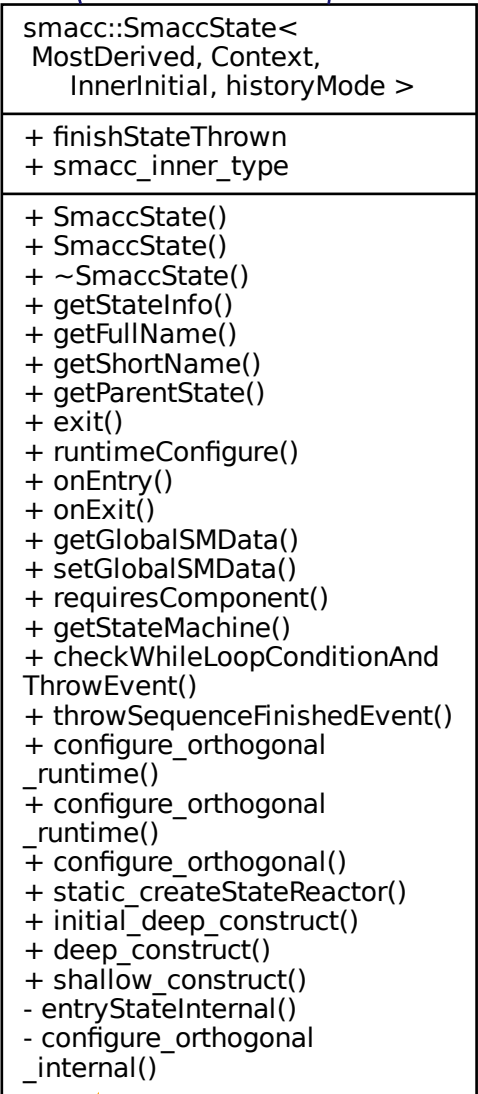 smacc::SmaccState<
MostDerived, Context,
InnerInitial, historyMode >
+ finishStateThrown
+ smacc_inner_type
+ SmaccState()
+ SmaccState()
+ ~SmaccState()
+ getStateInfo()
+ getFullName()
+ getShortName()
+ getParentState()
+ exit()
+ runtimeConfigure()
+ onEntry()
+ onExit()
+ getGlobalSMData()
+ setGlobalSMData()
+ requiresComponent()
+ getStateMachine()
+ checkWhileLoopConditionAnd
ThrowEvent()
+ throwSequenceFinishedEvent()
+ configure_orthogonal
_runtime()
+ configure_orthogonal
_runtime()
+ configure_orthogonal()
+ static_createStateReactor()
+ initial_deep_construct()
+ deep_construct()
+ shallow_construct()
- entryStateInternal()
- configure_orthogonal
_internal()